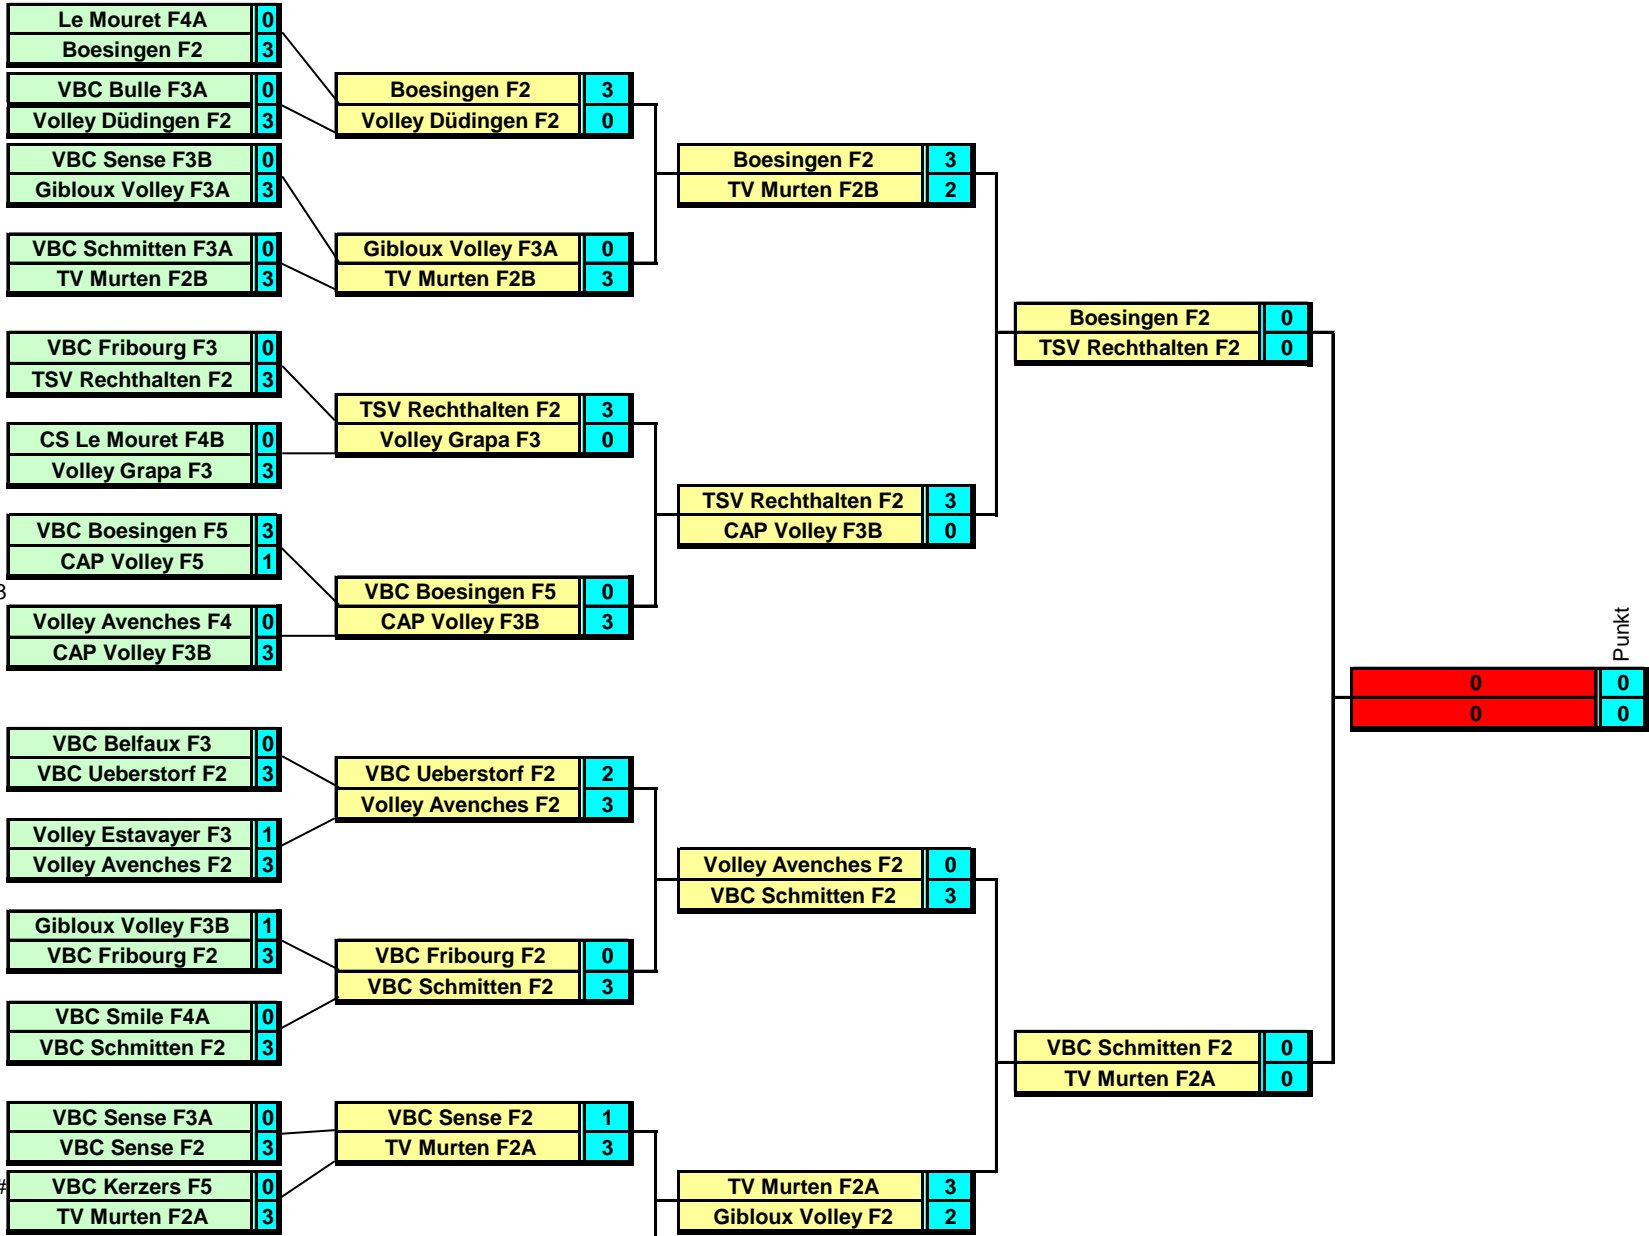 Le Mouret F4A 0
Boesingen F2 3
VBC Bulle F3A 0
Volley Düdingen F2 3
VBC Sense F3B 0
Gibloux Volley F3A 3
VBC Schmitten F3A 0
TV Murten F2B 3
VBC Fribourg F3 0
TSV Rechthalten F2 3
CS Le Mouret F4B 0
Volley Grapa F3 3
VBC Boesingen F5 3
CAP Volley F5 1
3
Volley Avenches F4 0
CAP Volley F3B 3
VBC Belfaux F3 0
VBC Ueberstorf F2 3
Volley Estavayer F3 1
Volley Avenches F2 3
Gibloux Volley F3B 1
VBC Fribourg F2 3
VBC Smile F4A 0
VBC Schmitten F2 3
VBC Sense F3A 0
VBC Sense F2 3
# VBC Kerzers F5 0
TV Murten F2A 3
Boesingen F2 3
Volley Düdingen F2 0
Gibloux Volley F3A 0
TV Murten F2B 3
TSV Rechthalten F2 3
Volley Grapa F3 0
VBC Boesingen F5 0
CAP Volley F3B 3
VBC Ueberstorf F2 2
Volley Avenches F2 3
VBC Fribourg F2 0
VBC Schmitten F2 3
VBC Sense F2 1
TV Murten F2A 3
Boesingen F2 3
TV Murten F2B 2
TSV Rechthalten F2 3
CAP Volley F3B 0
Volley Avenches F2 0
VBC Schmitten F2 3
TV Murten F2A 3
Gibloux Volley F2 2
Boesingen F2 0
TSV Rechthalten F2 0
VBC Schmitten F2 0
TV Murten F2A 0
Punkt
0 0
0 0